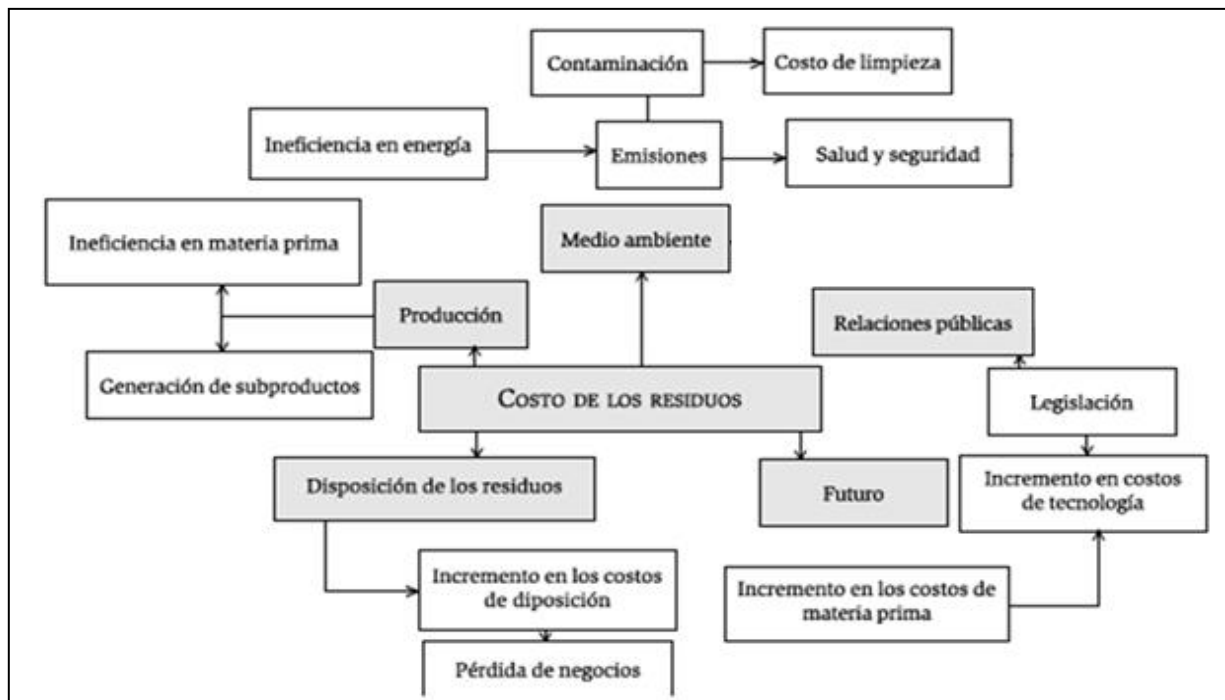 Contaminación
Costo de limpieza
Ineficiencia en energía
Emisiones
Salud y seguridad
Ineficiencia en materia prima
Medio ambiente
Producción
Relaciones públicas
Generación de subproductos
COSTO DE LOS RESIDUOS
Legislación
Disposición de los residuos
Futuro
Incremento en costos
de tecnología
Incremento en los costos
de diposición
Incremento en los costos de
materia prima
Pérdida de negocios